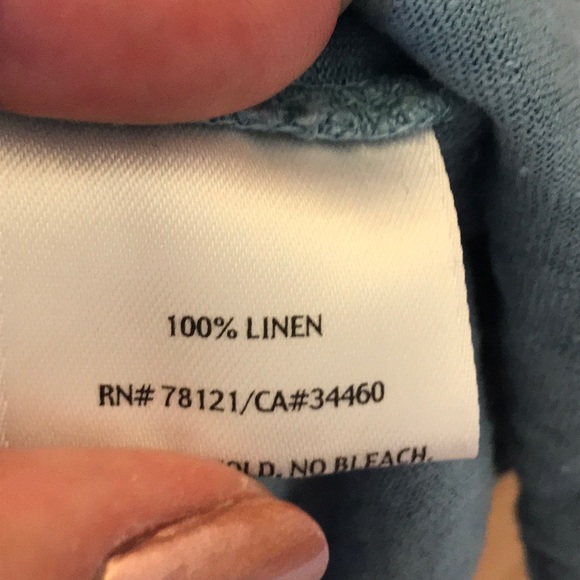 100% LINEN
RN# 78121/CA#34460
NO BLEACH.